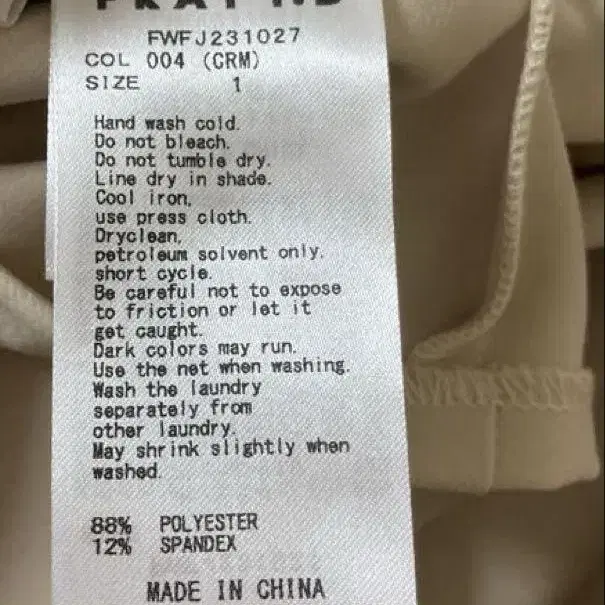 FWFJ231027
COL 004 (CRM)
SIZE 1
Hand wash cold.
Do not bleach.
Do not tumble dry.
Line dry in shade.
Cool iron,
use press cloth.
Dryclean,
petroleum solvent only.
short cycle.
Be careful not to expose
to friction or let it
get caught.
Dark colors may run.
Use the net when washing.
Wash the laundry
separately from
other laundry.
May shrink slightly when
washed.
88% POLYESTER
12% SPANDEX
MADE IN CHINA